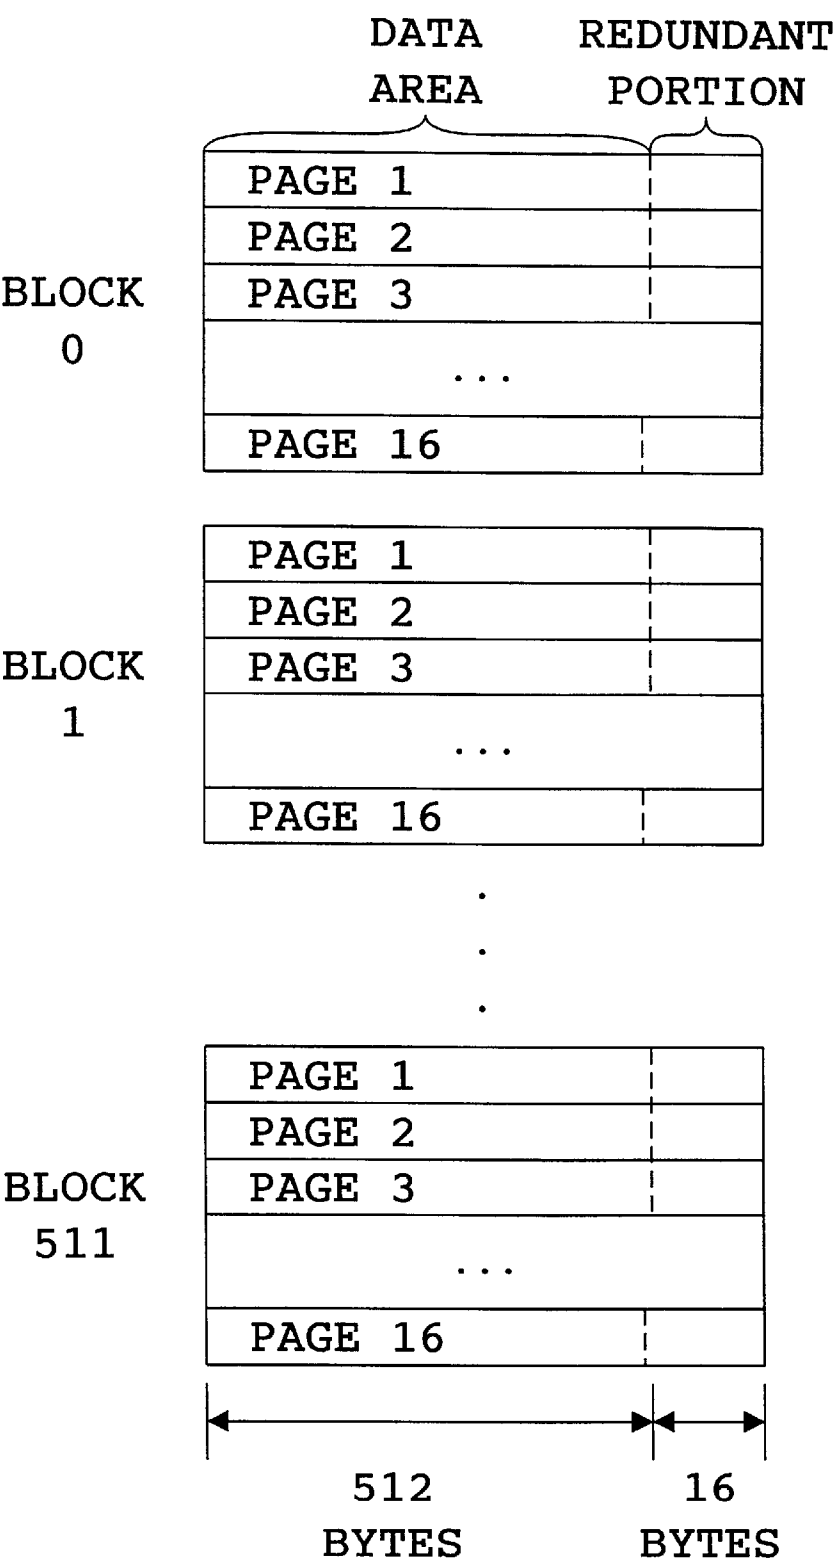 DATA REDUNDANT
AREA PORTION
PAGE 1
PAGE 2
BLOCK
0
PAGE 3
...
PAGE 16
PAGE 1
PAGE 2
BLOCK
1
PAGE 3
...
PAGE 16
.
.
.
PAGE 1
PAGE 2
BLOCK
511
PAGE 3
...
PAGE 16
512 16
BYTES BYTES